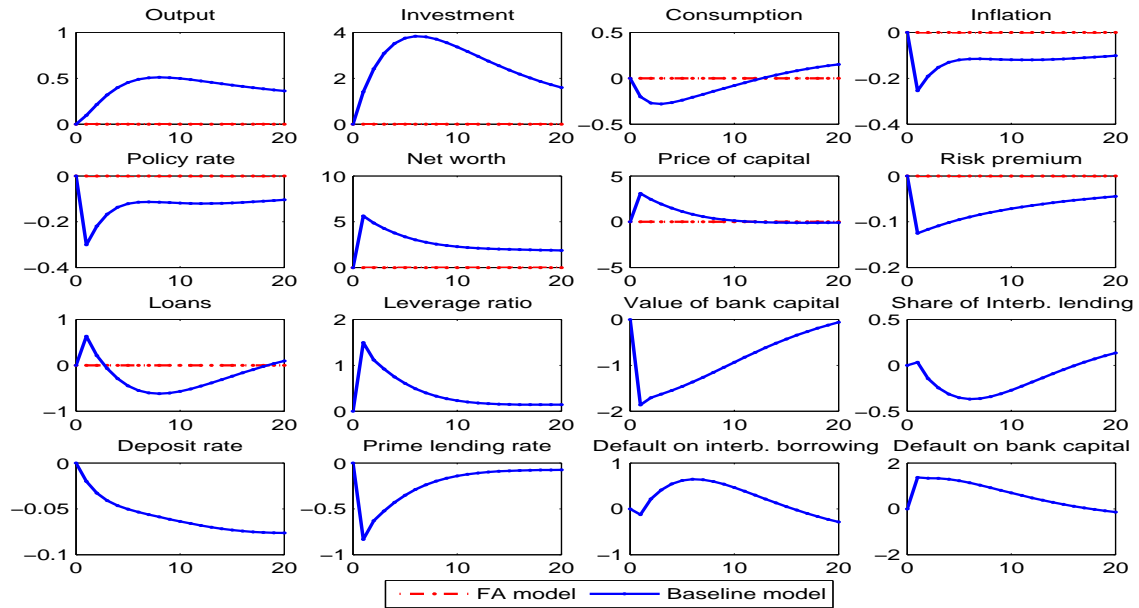 Output
Investment
Consumption
Inflation
1
0.5
0
0 10 20
4
2
0
0 10 20
0.5
0
−0.5
0 10 20
0
−0.2
−0.4
0 10 20
Policy rate
Net worth
Price of capital
Risk premium
0
−0.2
−0.4
0 10 20
10
5
0
0 10 20
5
0
−5
0 10 20
0
−0.1
−0.2
0 10 20
Loans
Leverage ratio
Value of bank capital
Share of Interb. lending
1
0
−1
0 10 20
2
1
0
0 10 20
0
−1
−2
0 10 20
0.5
0
−0.5
0 10 20
Deposit rate
Prime lending rate
Default on interb. borrowing
Default on bank capital
0
−0.05
−0.1
0 10 20
0
−0.5
−1
0 10 20
1
0
−1
0 10 20
2
0
−2
0 10 20
FA model
Baseline model